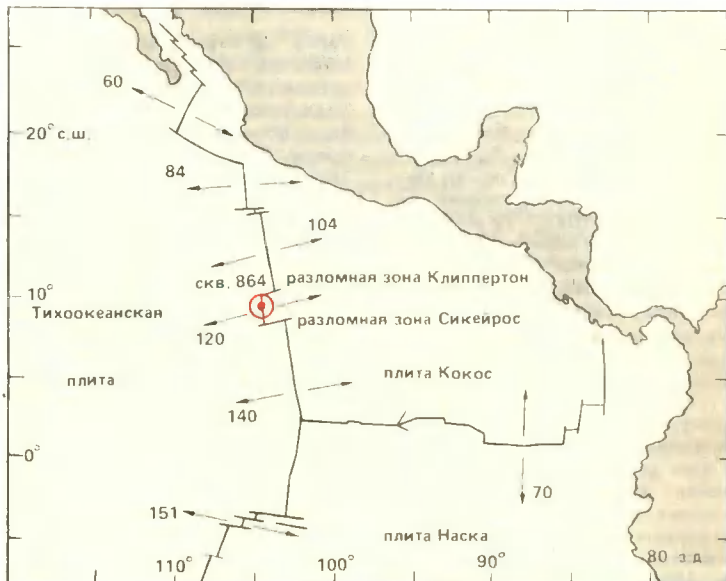 60
20° с.ш.
84
104
скв. 864
разломная зона Клиппертон
10°
Тихоокеанская
120
разломная зона Сикейрос
плита
плита Кокос
140
0°
70
151
плита Наска
110°
100°
90°
80 з.д.